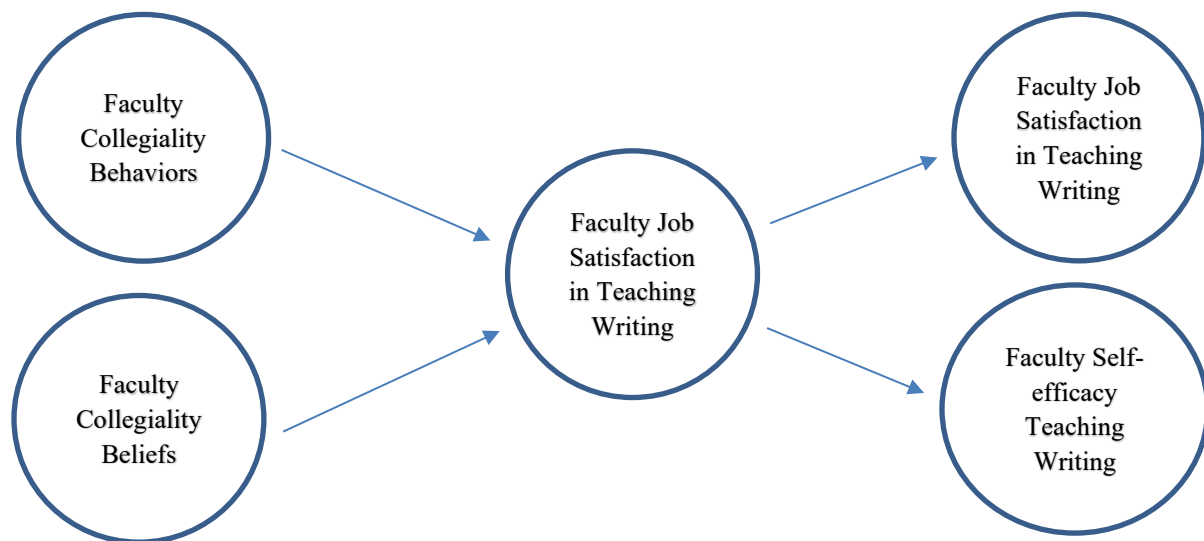 Faculty
Collegiality
Behaviors
Faculty
Collegiality
Beliefs
Faculty Job
Satisfaction
in Teaching
Writing
Faculty Job
Satisfaction
in Teaching
Writing
Faculty Self-
efficacy
Teaching
Writing